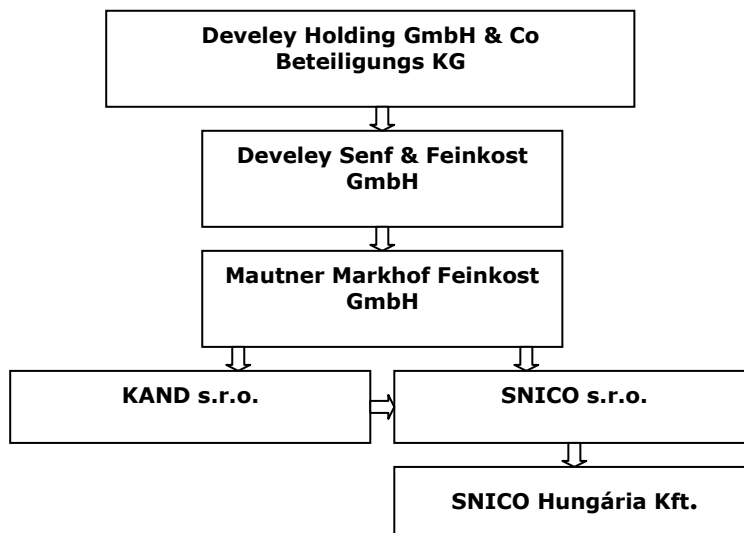 Develey Holding GmbH & Co
Beteiligungs KG
Develey Senf & Feinkost
GmbH
Mautner Markhof Feinkost
GmbH
KAND s.r.o.
SNICO s.r.o.
SNICO Hungária Kft.